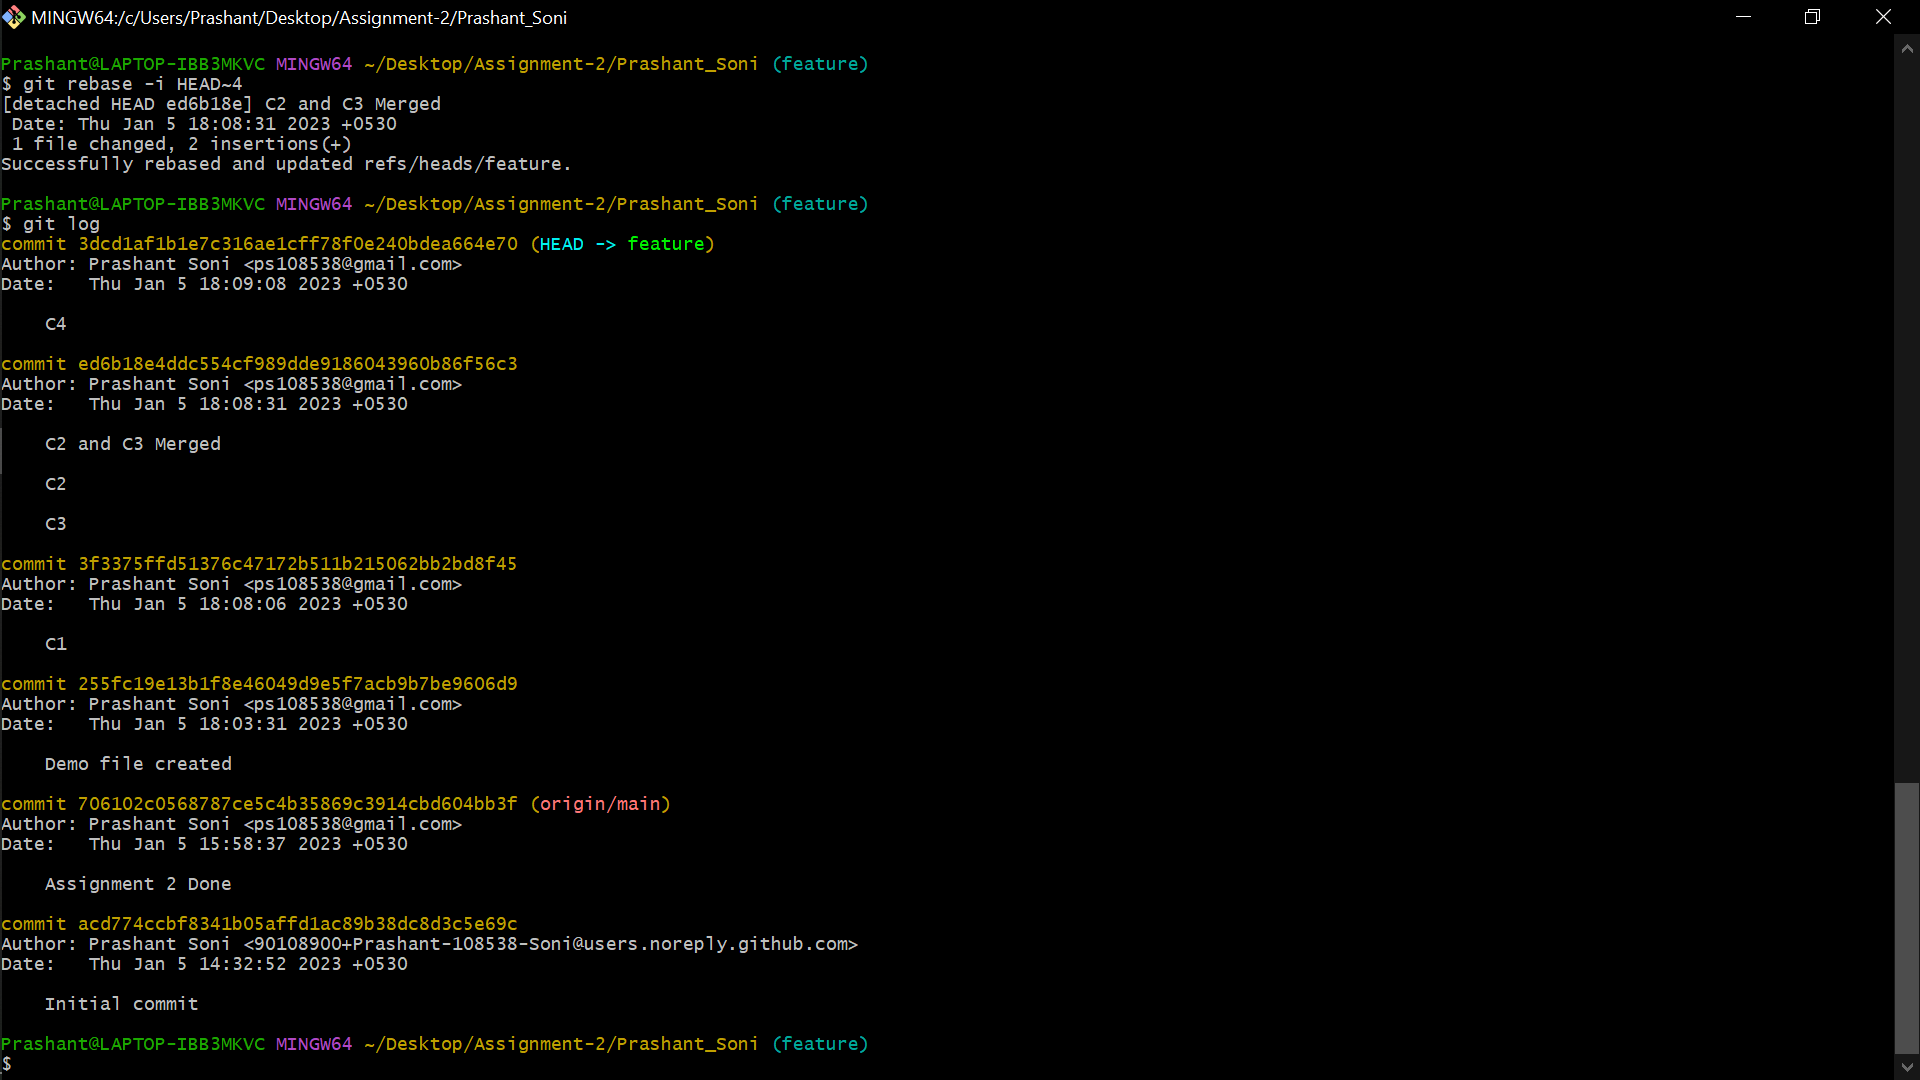 MINGW64:/c/Users/Prashant/Desktop/Assignment-2/Prashant_Soni
Prashant@LAPTOP-IBB3MKVC MINGW64 ~/Desktop/Assignment-2/Prashant_Soni (feature)
$ git rebase -i HEAD~4
[detached HEAD ed6b18e] C2 and C3 Merged
 Date: Thu Jan 5 18:08:31 2023 +0530
 1 file changed, 2 insertions(+)
Successfully rebased and updated refs/heads/feature.
Prashant@LAPTOP-IBB3MKVC MINGW64 ~/Desktop/Assignment-2/Prashant_Soni (feature)
$ git log
commit 3dcd1af1b1e7c316ae1cff78f0e240bdea664e70 (HEAD -> feature)
Author: Prashant Soni <ps108538@gmail.com>
Date:   Thu Jan 5 18:09:08 2023 +0530
    C4
commit ed6b18e4ddc554cf989dde9186043960b86f56c3
Author: Prashant Soni <ps108538@gmail.com>
Date:   Thu Jan 5 18:08:31 2023 +0530
    C2 and C3 Merged
    C2
    C3
commit 3f3375ffd51376c47172b511b215062bb2bd8f45
Author: Prashant Soni <ps108538@gmail.com>
Date:   Thu Jan 5 18:08:06 2023 +0530
    C1
commit 255fc19e13b1f8e46049d9e5f7acb9b7be9606d9
Author: Prashant Soni <ps108538@gmail.com>
Date:   Thu Jan 5 18:03:31 2023 +0530
    Demo file created
commit 706102c0568787ce5c4b35869c3914cbd604bb3f (origin/main)
Author: Prashant Soni <ps108538@gmail.com>
Date:   Thu Jan 5 15:58:37 2023 +0530
    Assignment 2 Done
commit acd774ccbf8341b05affd1ac89b38dc8d3c5e69c
Author: Prashant Soni <90108900+Prashant-108538-Soni@users.noreply.github.com>
Date:   Thu Jan 5 14:32:52 2023 +0530
    Initial commit
Prashant@LAPTOP-IBB3MKVC MINGW64 ~/Desktop/Assignment-2/Prashant_Soni (feature)
$